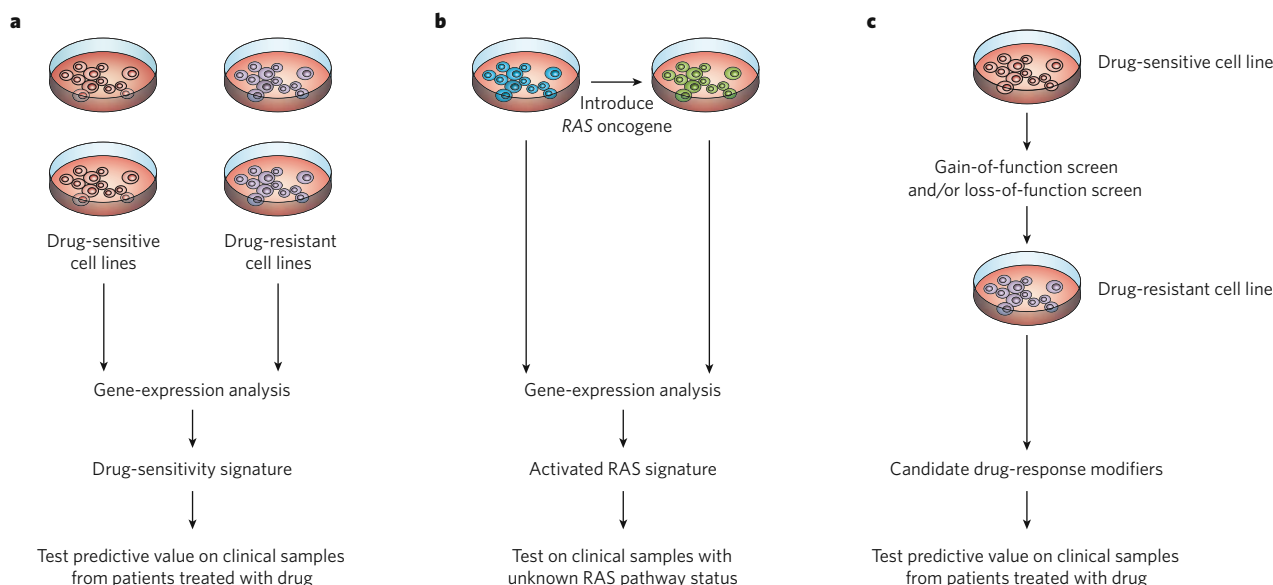 a
Drug-sensitive
cell lines
Drug-resistant
cell lines
Gene-expression analysis
Drug-sensitivity signature
Test predictive value on clinical samples
from patients treated with drug
b
Introduce
RAS oncogene
Gene-expression analysis
Activated RAS signature
Test on clinical samples with
unknown RAS pathway status
c
Drug-sensitive cell line
Gain-of-function screen
and/or loss-of-function screen
Drug-resistant cell line
Candidate drug-response modifiers
Test predictive value on clinical samples
from patients treated with drug